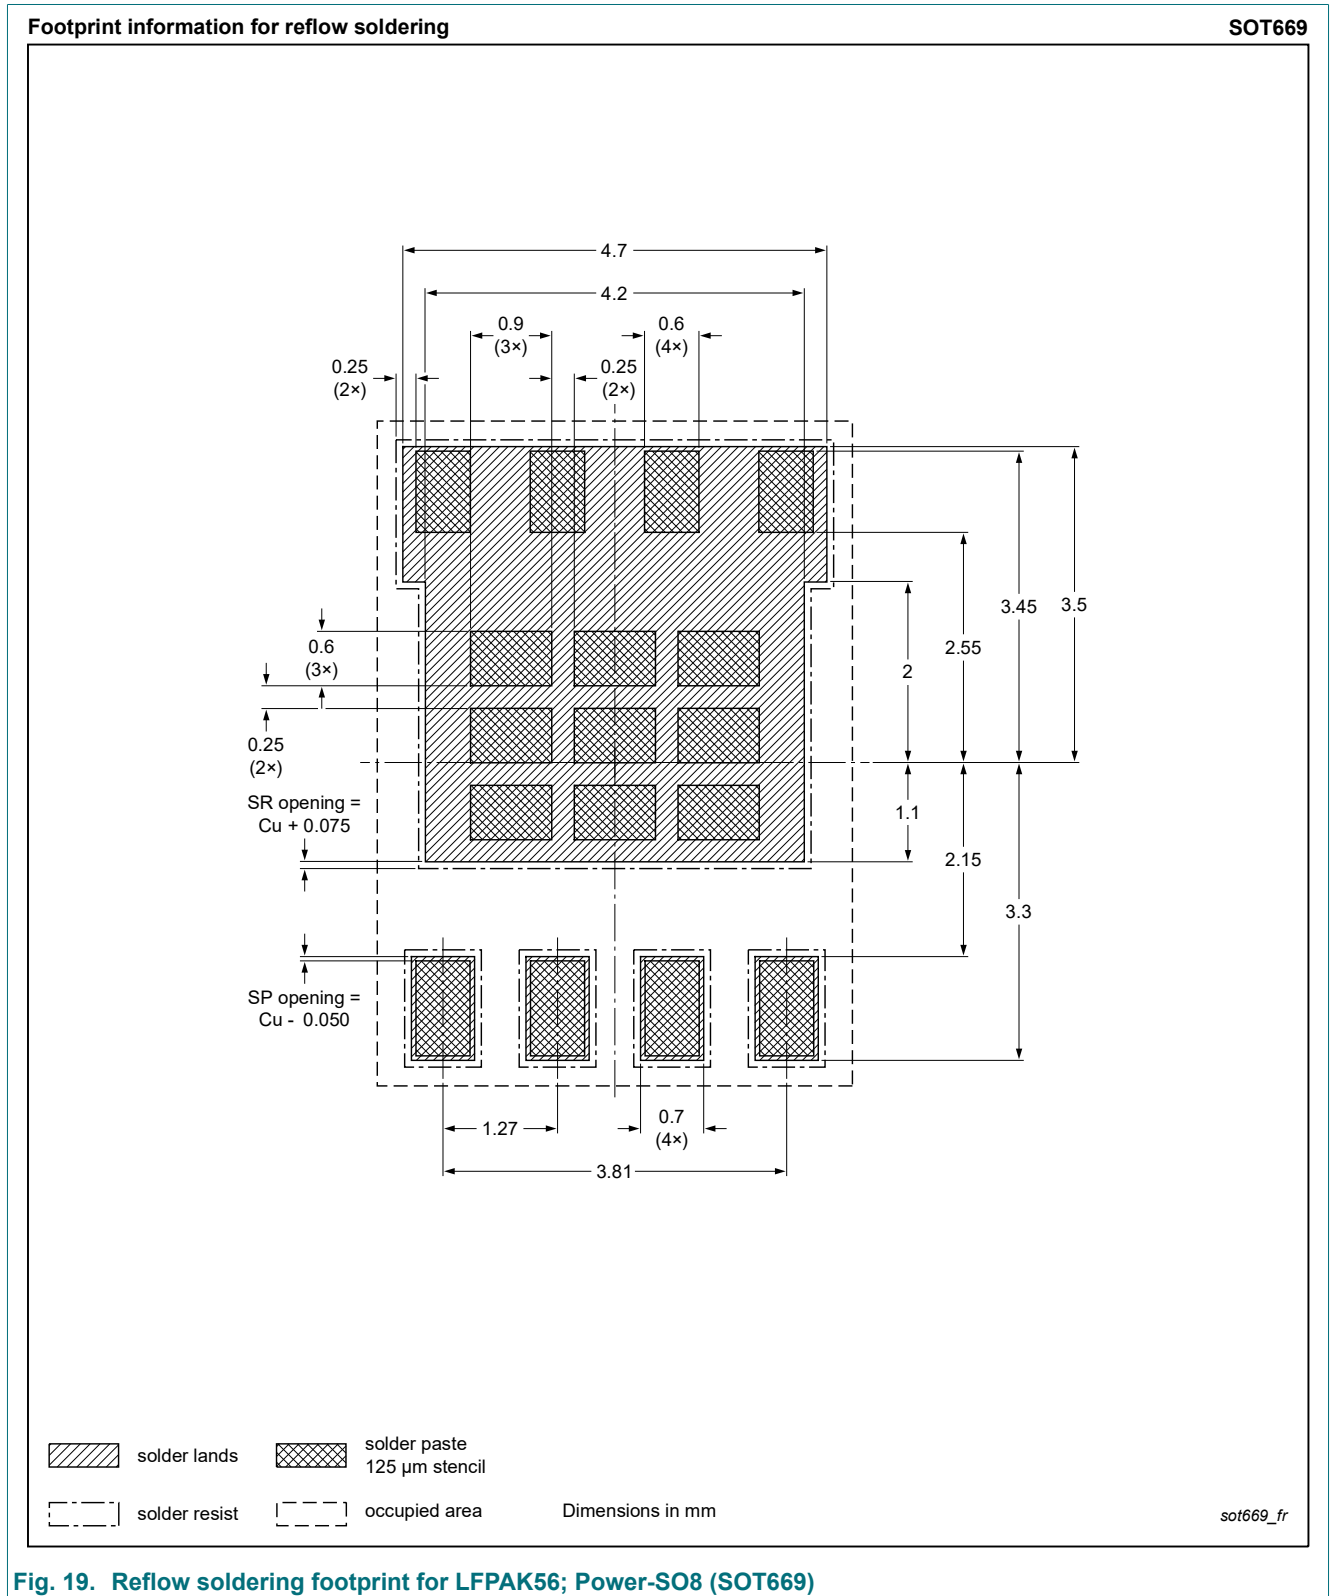 Footprint information for reflow soldering SOT669
4.7
4.2
0.9
(3×)
0.6
(4×)
0.25
(2×)
0.25
(2×)
3.45
3.5
2.55
2
0.6
(3×)
0.25
(2×)
SR opening =
Cu + 0.075
1.1
2.15
3.3
SP opening =
Cu - 0.050
1.27
0.7
(4×)
3.81
solder lands
solder paste
125 µm stencil
solder resist
occupied area
Dimensions in mm
sot669_fr
Fig. 19. Reflow soldering footprint for LFPAK56; Power-SO8 (SOT669)